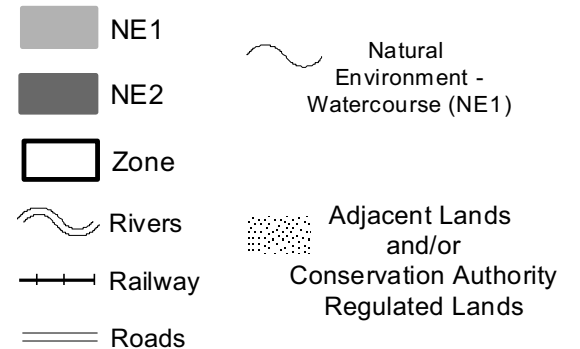 NE1
NE2
Zone
Rivers
Railway
Roads
Natural
Environment -
Watercourse (NE1)
Adjacent Lands
and/or
Conservation Authority
Regulated Lands